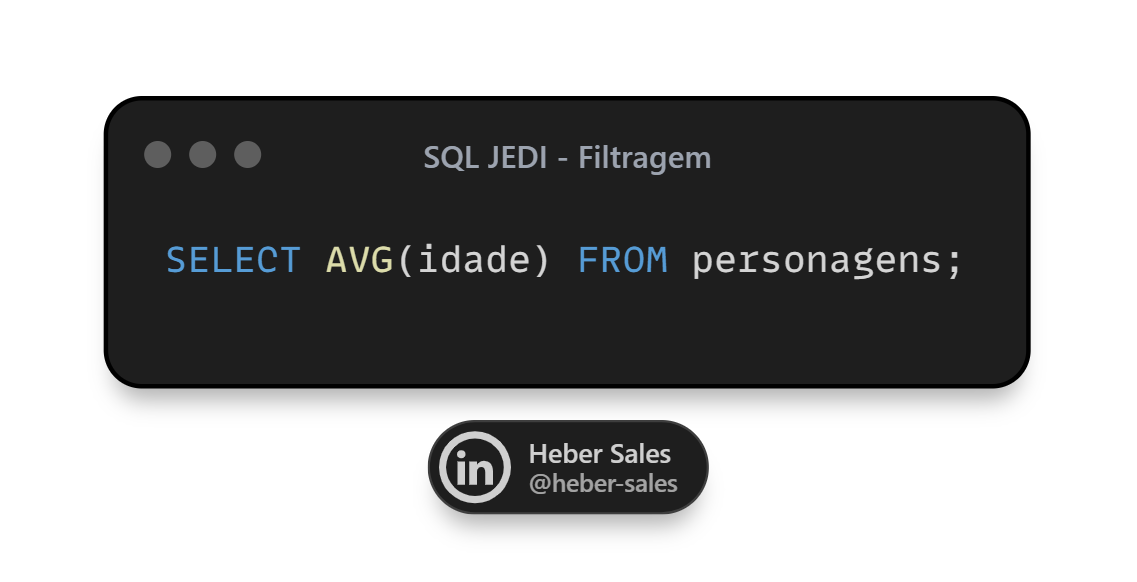 SQL JEDI - Filtragem
SELECT AVG(idade) FROM personagens;
in
Heber Sales
@heber-sales